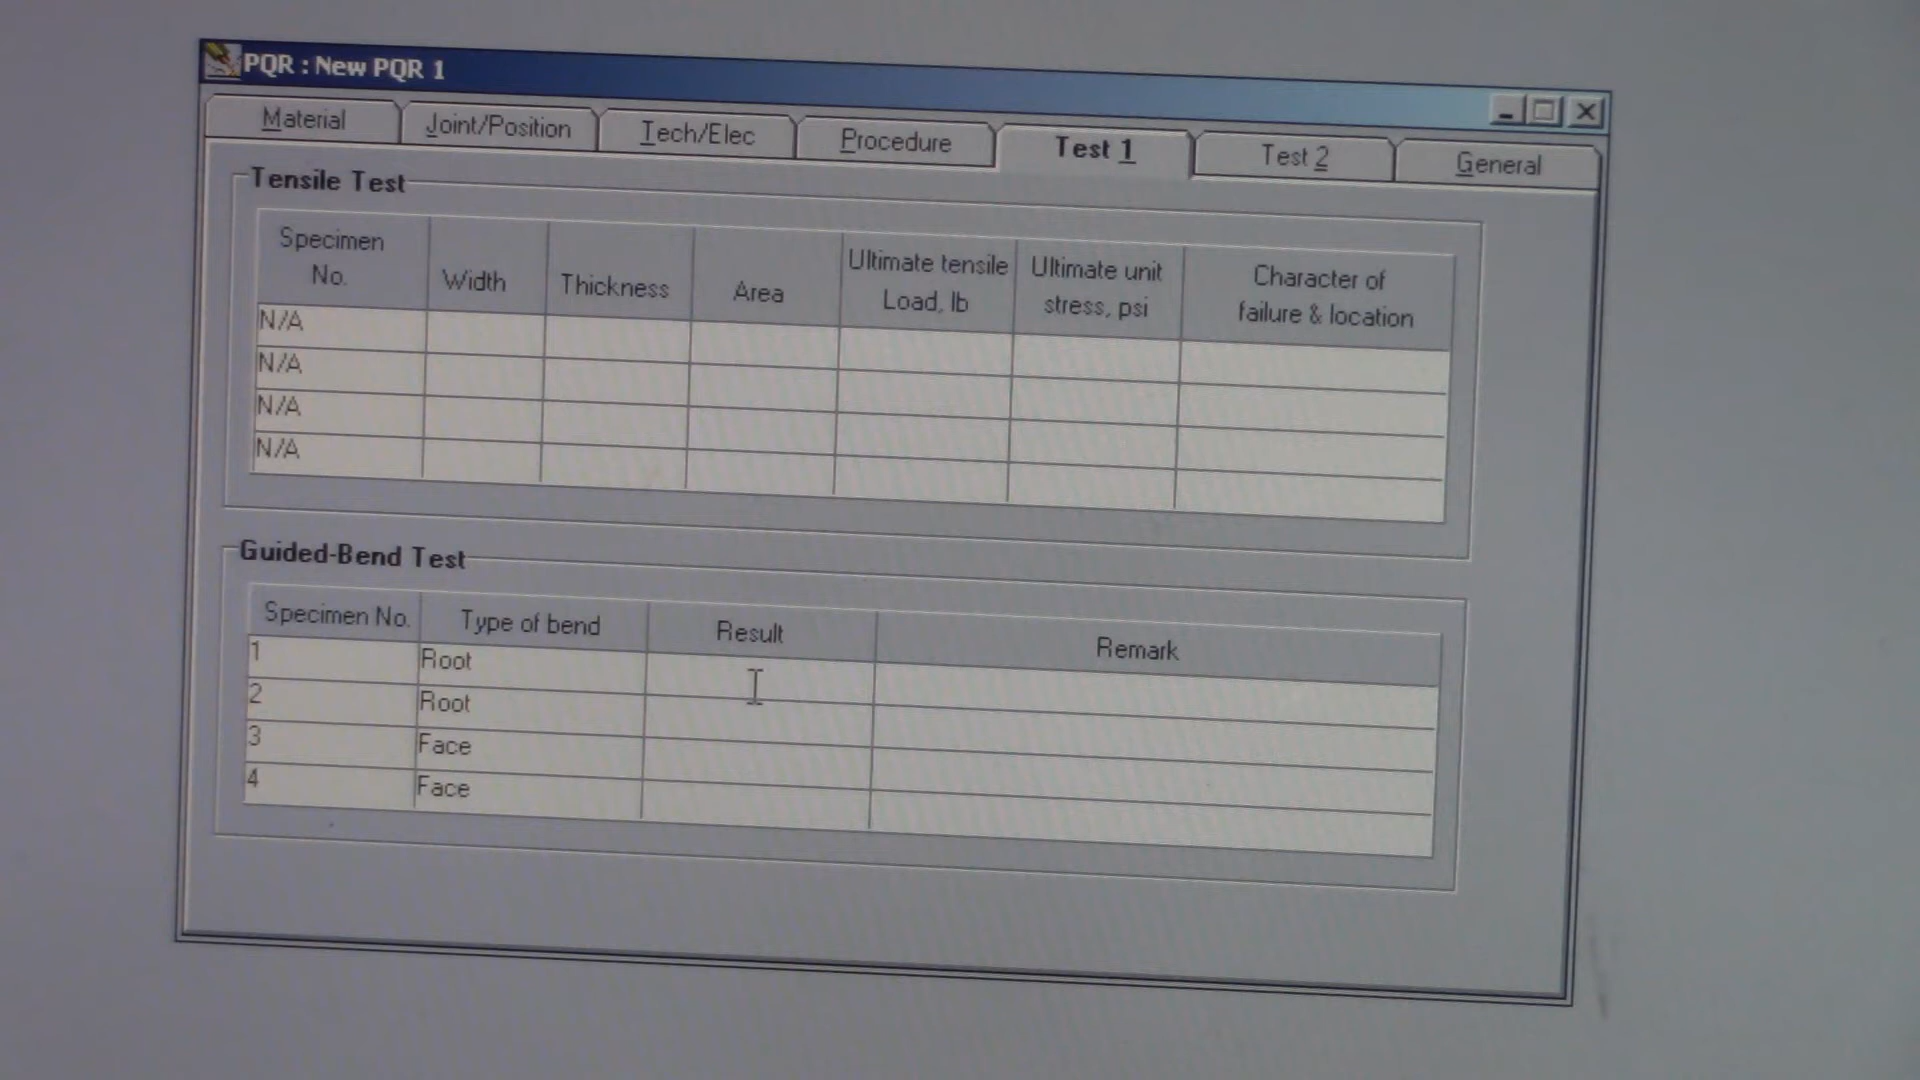 PQR : New PQR 1
Material Joint/Position Tech/Elec Procedure Test 1 Test 2 General
Tensile Test
Specimen No. Width Thickness Area Ultimate tensile Load, lb Ultimate unit stress, psi Character of failure & location
N/A
N/A
N/A
N/A
Guided-Bend Test
Specimen No. Type of bend Result Remark
1 Root
2 Root
3 Face
4 Face